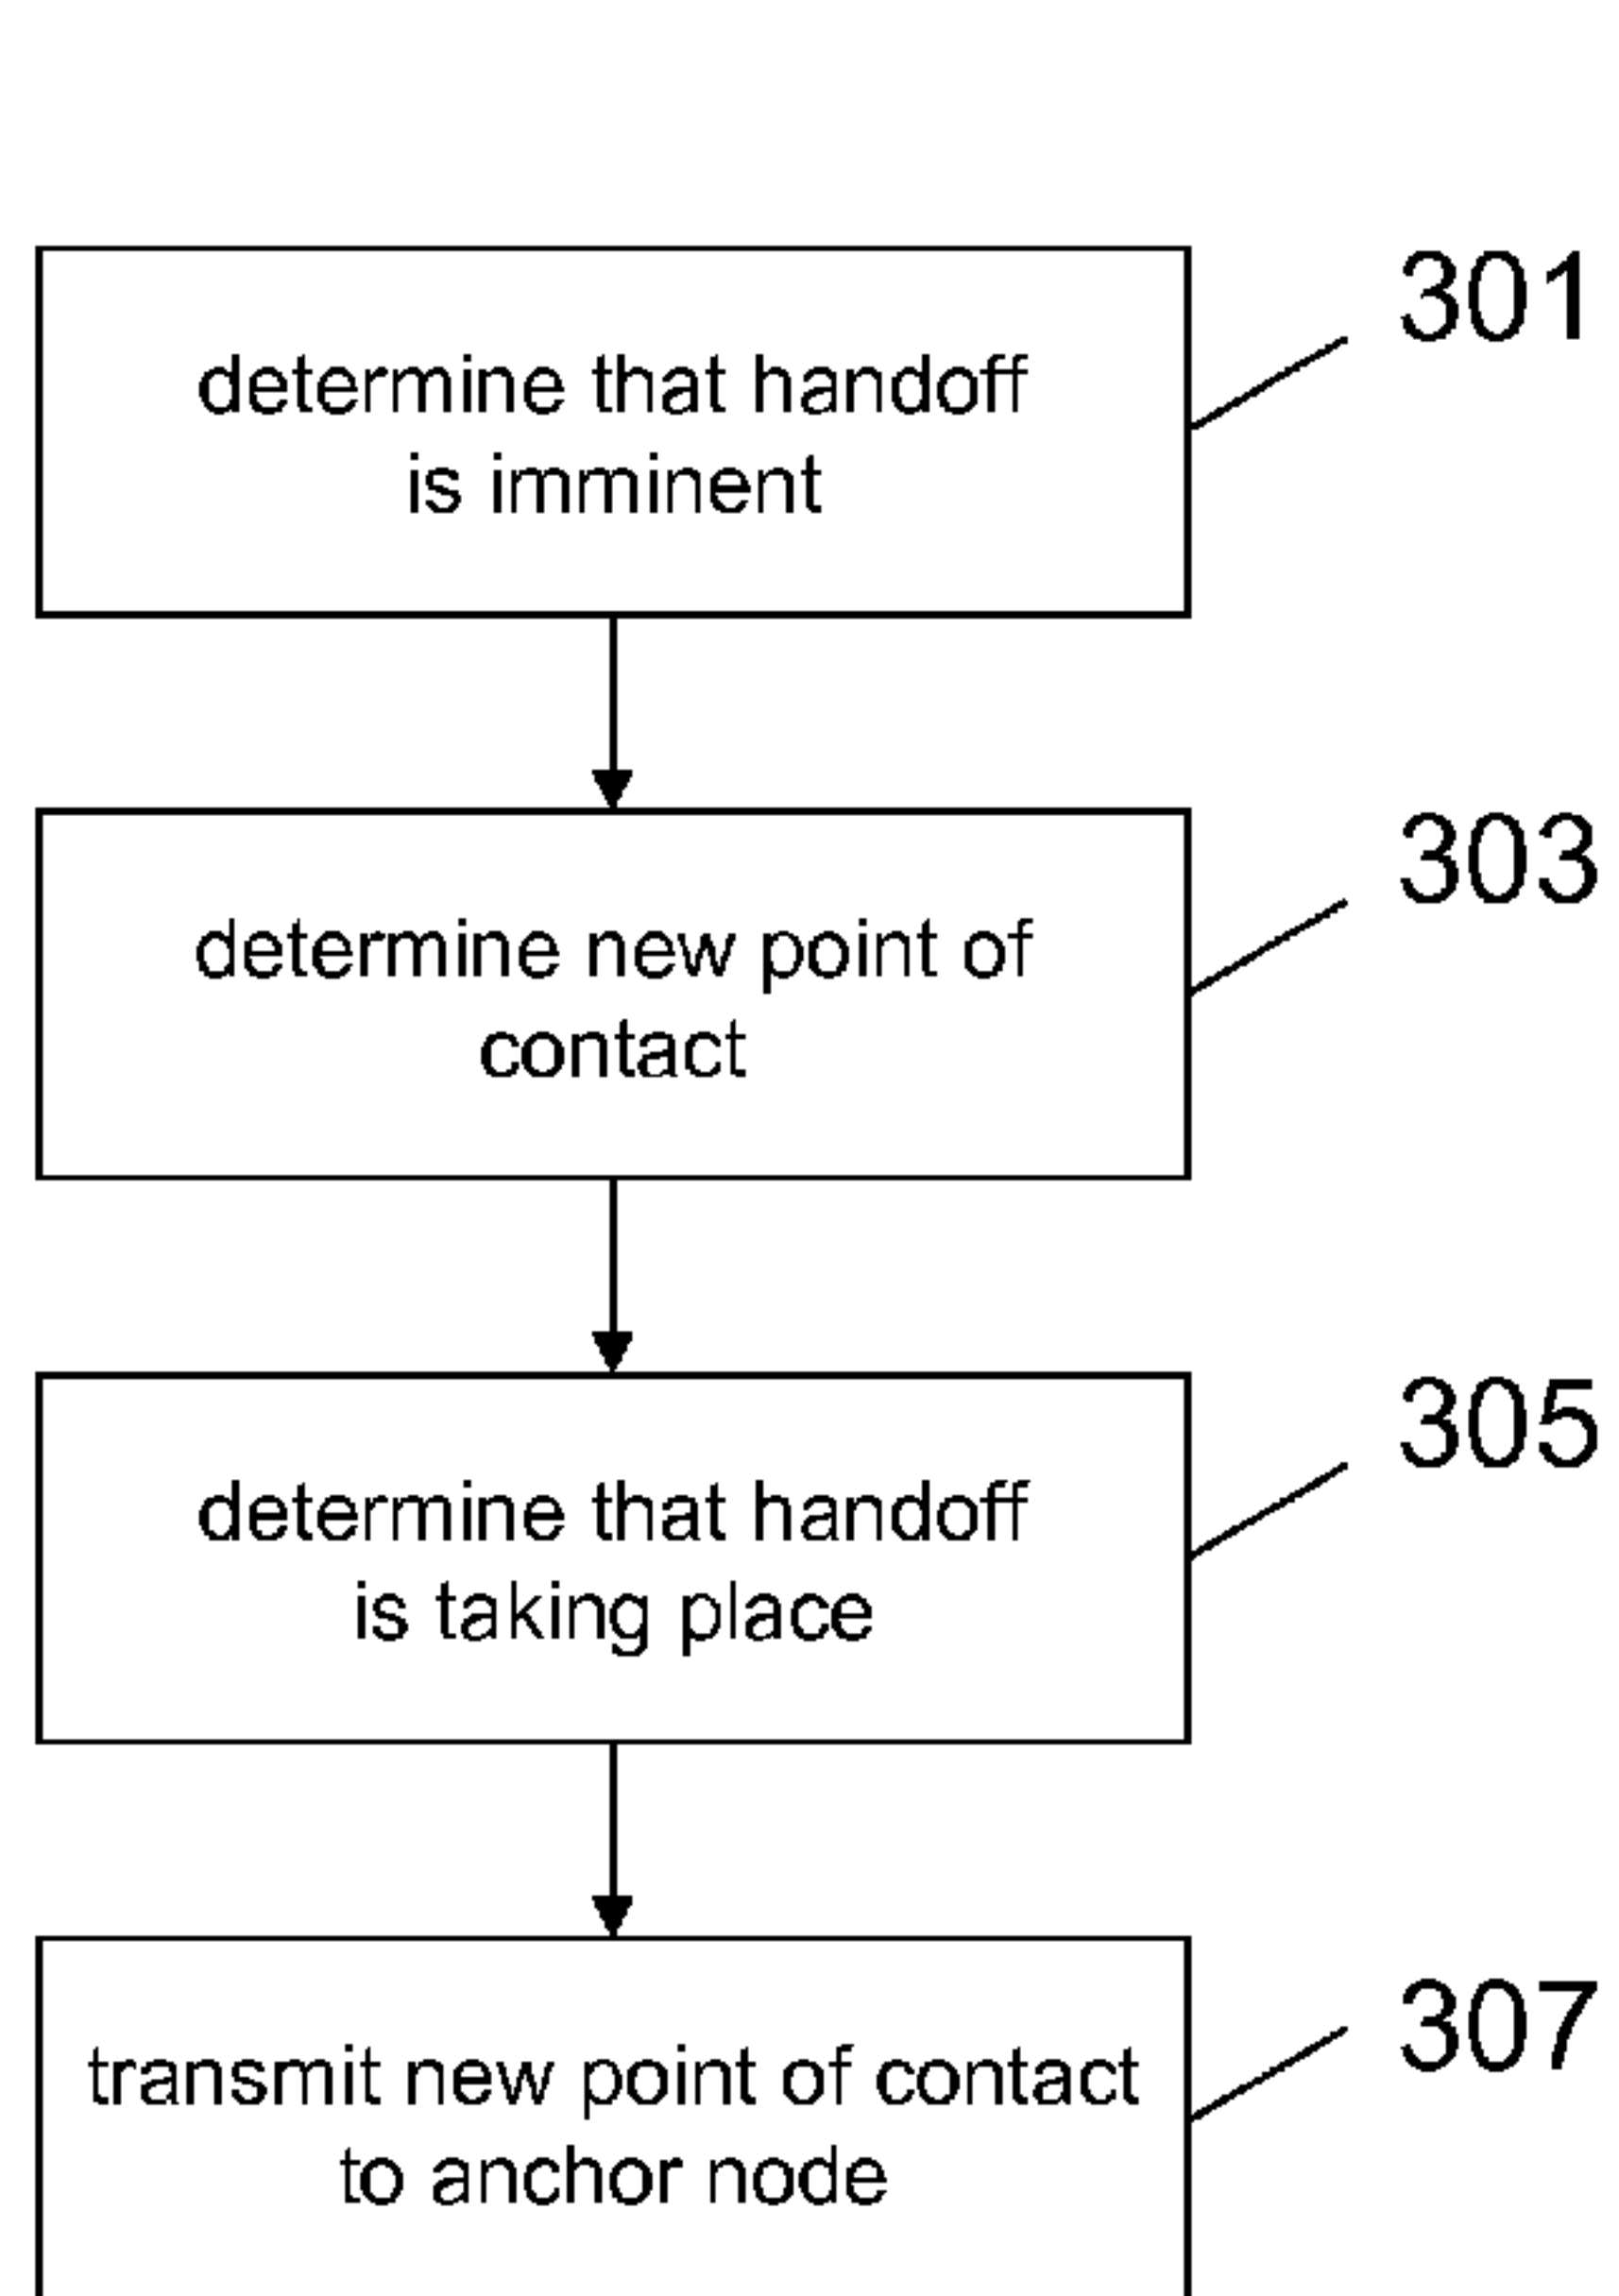 301
determine that handoff
is imminent
303
determine new point of
contact
305
determine that handoff
is taking place
307
transmit new point of contact
to anchor node